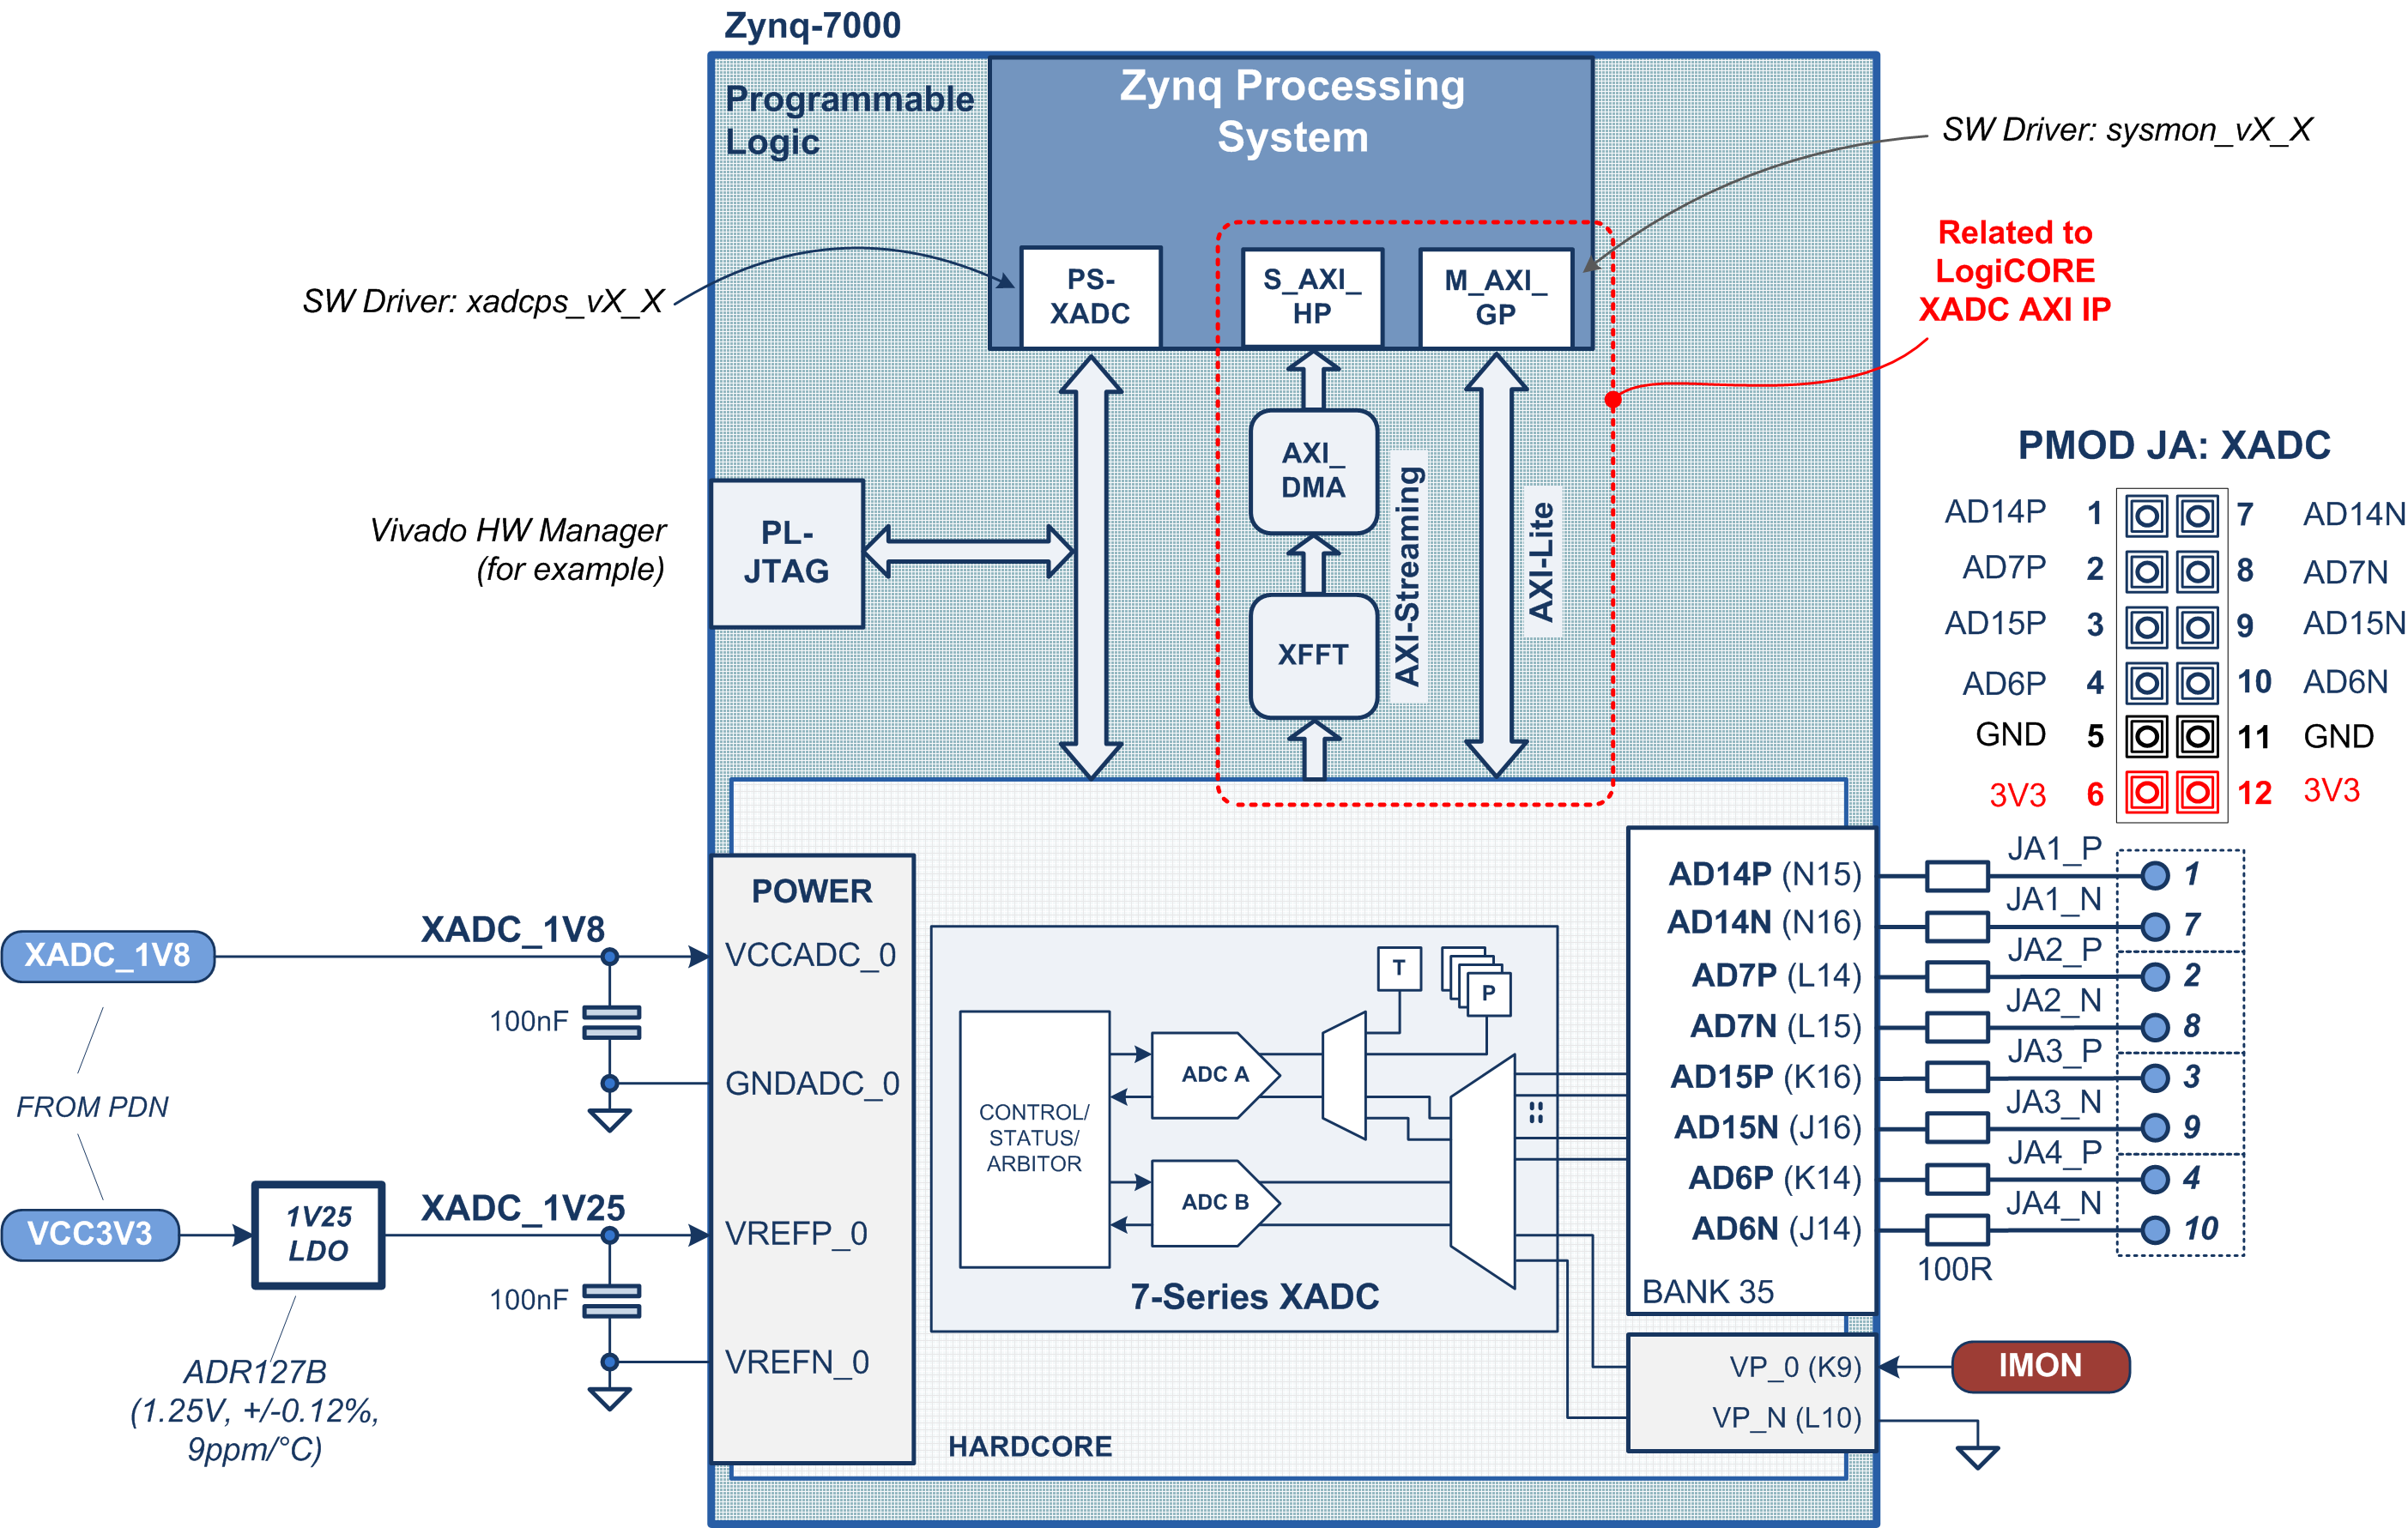 Zynq-7000
Programmable
Logic
Zynq Processing
System
SW Driver: sysmon_vX_X
Related to
LogiCORE
XADC AXI IP
SW Driver: xadcps_vX_X
PS-
XADC
S_AXI_
HP
M_AXI_
GP
AXI_
DMA
XFFT
AXI-Streaming
AXI-Lite
Vivado HW Manager
(for example)
PL-
JTAG
PMOD JA: XADC
AD14P 1 7 AD14N
AD7P 2 8 AD7N
AD15P 3 9 AD15N
AD6P 4 10 AD6N
GND 5 11 GND
3V3 6 12 3V3
XADC_1V8
XADC_1V8
100nF
FROM PDN
VCC3V3
1V25
LDO
XADC_1V25
100nF
ADR127B
(1.25V, +/-0.12%,
9ppm/°C)
POWER
VCCADC_0
GNDADC_0
VREFP_0
VREFN_0
CONTROL/
STATUS/
ARBITOR
ADC A
ADC B
T
P
7-Series XADC
HARDCORE
AD14P (N15) JA1_P 1
AD14N (N16) JA1_N 7
AD7P (L14) JA2_P 2
AD7N (L15) JA2_N 8
AD15P (K16) JA3_P 3
AD15N (J16) JA3_N 9
AD6P (K14) JA4_P 4
AD6N (J14) JA4_N 10
100R
BANK 35
VP_0 (K9)
VP_N (L10)
IMON